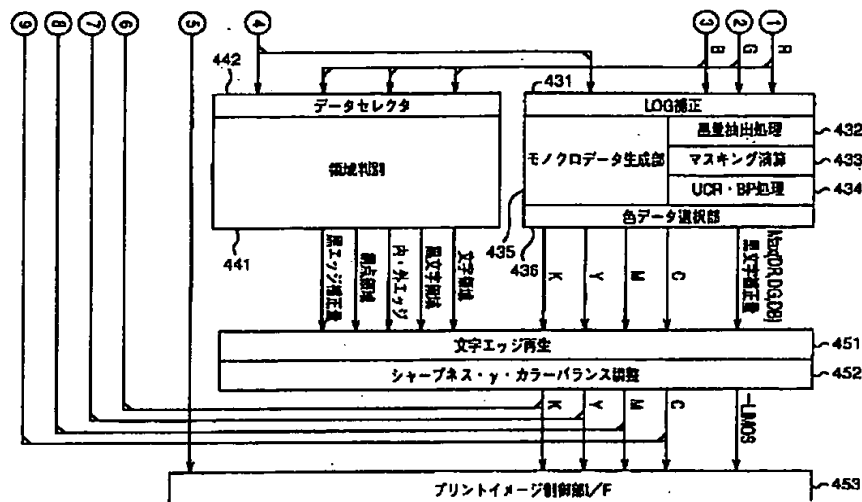 9 8 7 6 5 4 3 2 1
B G R
442
431
データセレクタ
LOG補正
領域判別
モノクロデータ生成部
墨量抽出処理
432
マスキング演算
433
UCR・BP処理
434
色データ選択部
441
435
436
黒エッジ補正量
網点領域
内・外エッジ
黒文字領域
文字領域
K
Y
M
C
Max(DR,DG,DB)
黒文字補正量
文字エッジ再生
451
シャープネス・γ・カラーバランス調整
452
K
Y
M
C
-LIMOS
プリントイメージ制御部I/F
453